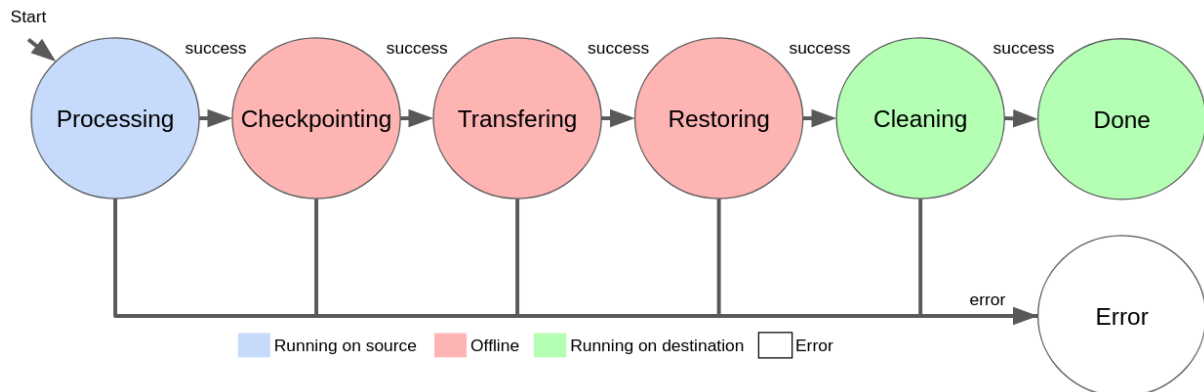 Start
success
success
success
success
success
Processing
Checkpointing
Transfering
Restoring
Cleaning
Done
error
Error
Running on source
Offline
Running on destination
Error